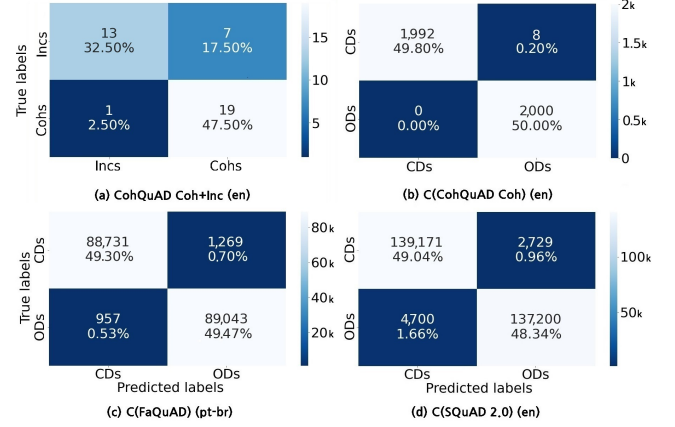 True labels
Incs
13
32.50%
7
17.50%
Cohs
1
2.50%
19
47.50%
Incs
Cohs
15
10
5
(a) CohQuAD Coh+Inc (en)
CDs
1,992
49.80%
8
0.20%
ODs
0
0.00%
2,000
50.00%
CDs
ODs
2k
1.5k
1k
0.5k
0
(b) C(CohQuAD Coh) (en)
True labels
CDs
88,731
49.30%
1,269
0.70%
ODs
957
0.53%
89,043
49.47%
CDs
ODs
Predicted labels
80k
60k
40k
20k
(c) C(FaQuAD) (pt-br)
CDs
139,171
49.04%
2,729
0.96%
ODs
4,700
1.66%
137,200
48.34%
CDs
ODs
Predicted labels
100k
50k
(d) C(SQuAD 2.0) (en)